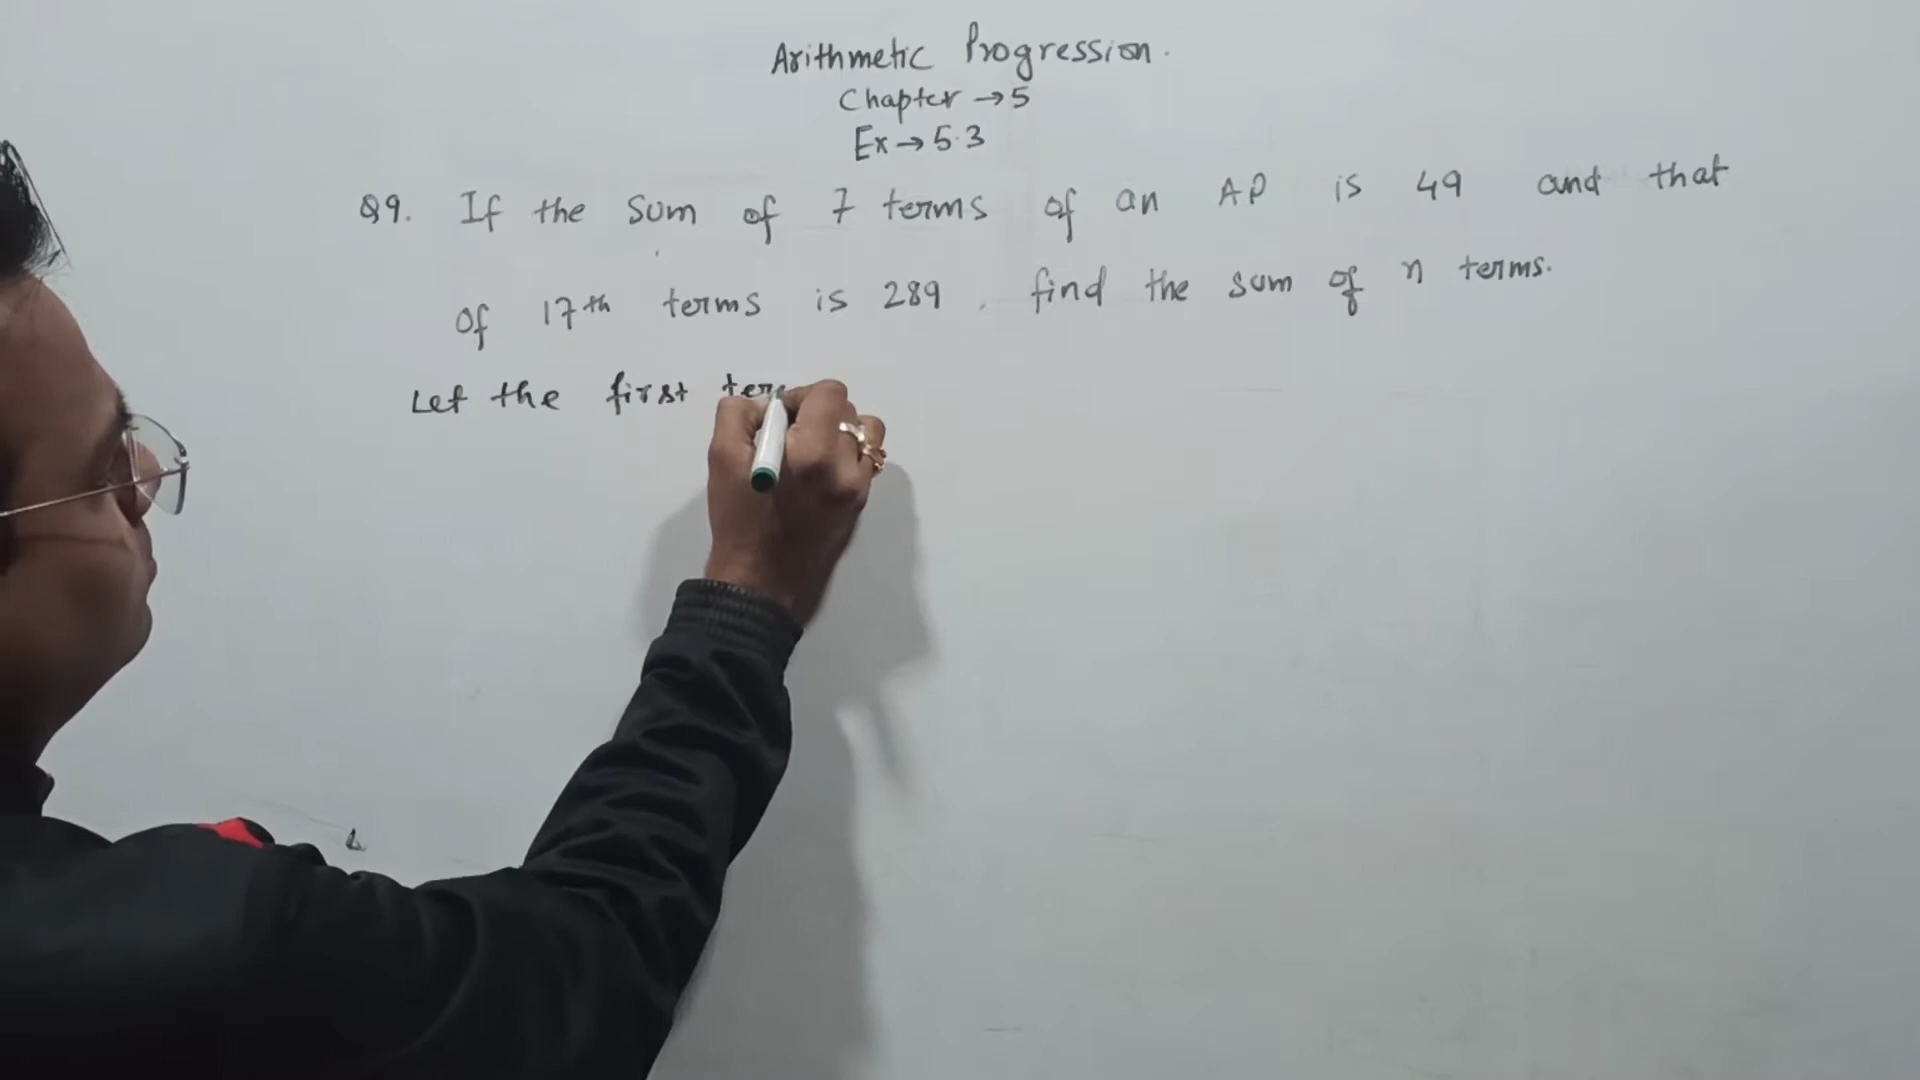 Arithmetic Progression.
Chapter → 5
Ex → 5.3
Q9. If the sum of 7 terms of an AP is 49 and that
of 17th terms is 289, find the sum of n terms.
Let the first